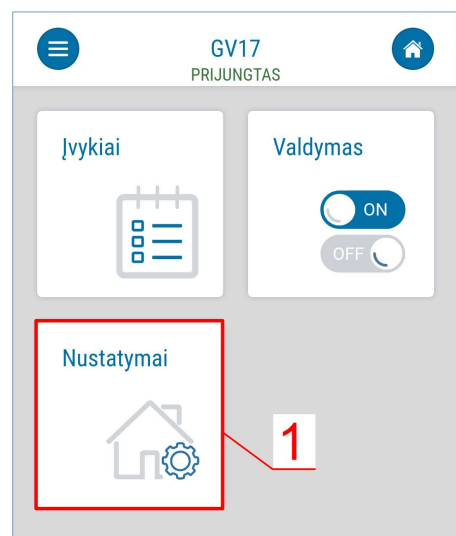 GV17
PRIJUNGTAS
Įvykiai
Valdymas
ON
OFF
Nustatymai
1